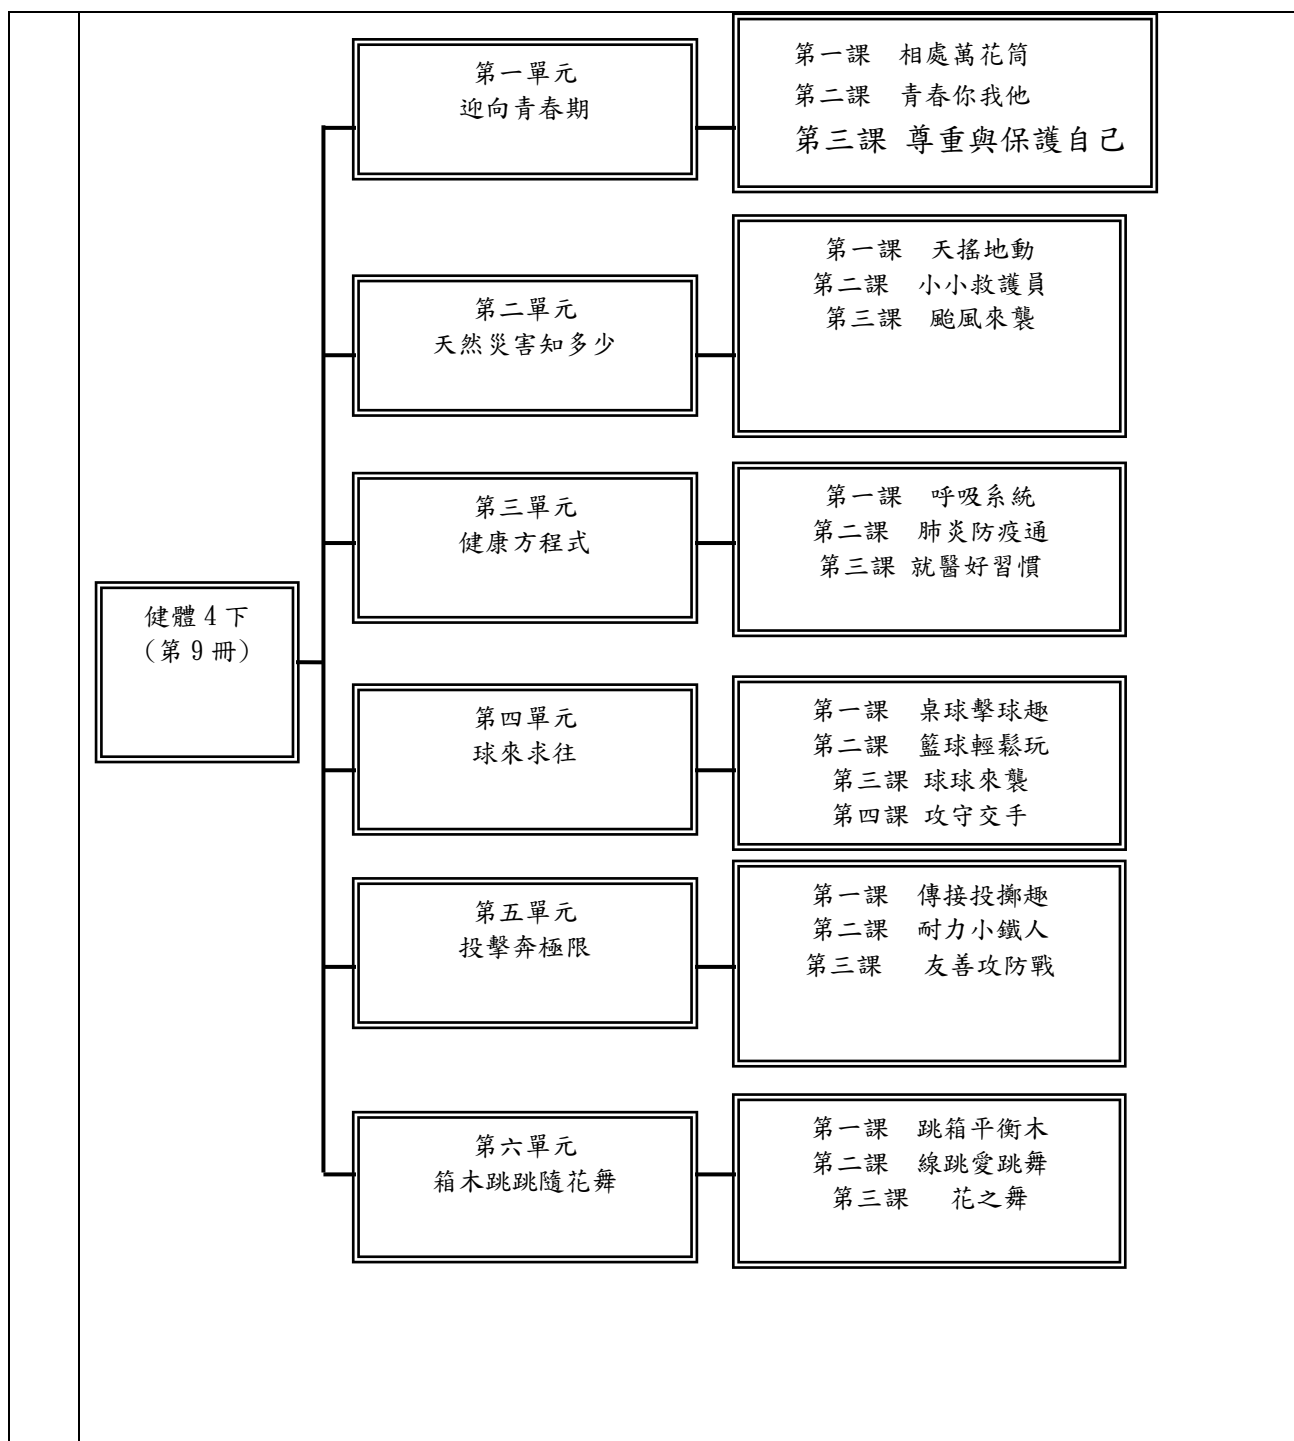 第一單元
迎向青春期
第一課 相處萬花筒
第二課 青春你我他
第三課 尊重與保護自己
第二單元
天然災害知多少
第一課 天搖地動
第二課 小小救護員
第三課 颱風來襲
第三單元
健康方程式
第一課 呼吸系統
第二課 肺炎防疫通
第三課 就醫好習慣
健體 4 下
（第 9 冊）
第四單元
球來求往
第一課 桌球擊球趣
第二課 籃球輕鬆玩
第三課 球球來襲
第四課 攻守交手
第五單元
投擊奔極限
第一課 傳接投擲趣
第二課 耐力小鐵人
第三課 友善攻防戰
第六單元
箱木跳跳隨花舞
第一課 跳箱平衡木
第二課 線跳愛跳舞
第三課 花之舞